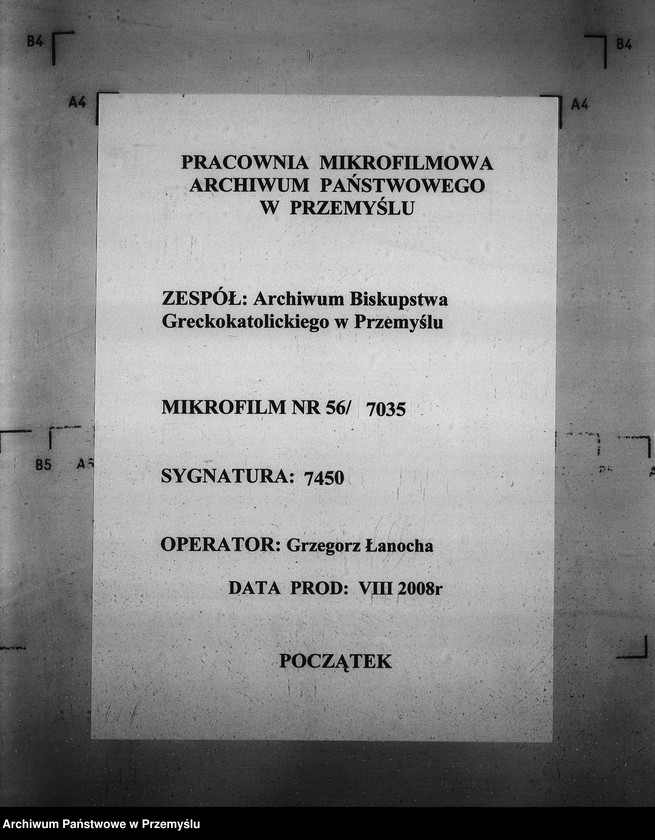 B4
B4
A4
A4
PRACOWNIA MIKROFILMOWA
ARCHIWUM PAŃSTWOWEGO
W PRZEMYŚLU
ZESPÓŁ: Archiwum Biskupstwa
Greckokatolickiego w Przemyślu
MIKROFILM NR 56/ 7035
B5 A5
SYGNATURA: 7450
OPERATOR: Grzegorz Łanocha
DATA PROD: VIII 2008r
POCZĄTEK
Archiwum Państwowe w Przemyślu